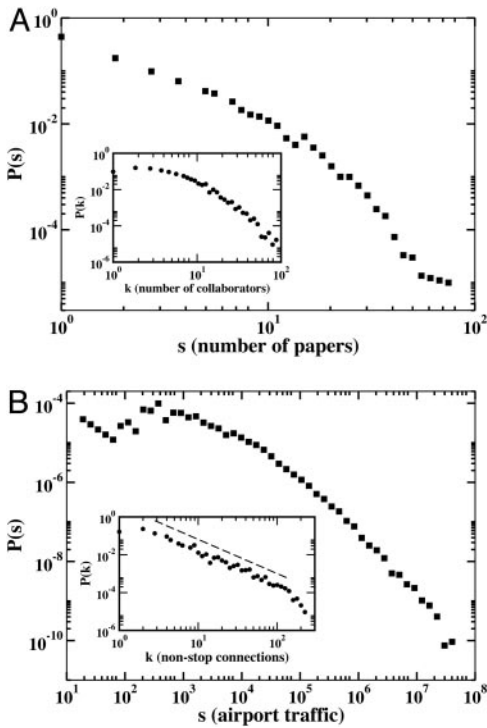 A
10^0
10^-2
10^-4
P(s)
10^0
10^-2
10^-4
10^-6
P(k)
10^0 10^1 10^2
k (number of collaborators)
10^0 10^1 10^2
s (number of papers)
B
10^-4
10^-6
10^-8
10^-10
P(s)
10^0
10^-2
10^-4
10^-6
P(k)
10^0 10^1 10^2
k (non-stop connections)
10^1 10^2 10^3 10^4 10^5 10^6 10^7 10^8
s (airport traffic)